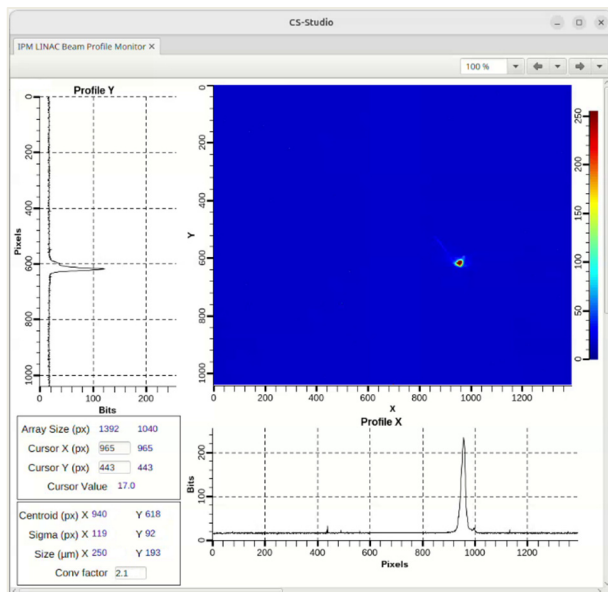 CS-Studio
IPM LINAC Beam Profile Monitor ×
100 %
Profile Y
0
200
400
600
800
1000
Pixels
0 100 200
Bits
0
200
400
600
800
1000
Y
0 200 400 600 800 1000 1200
X
250
200
150
100
50
0
Profile X
200
100
0
Bits
0 200 400 600 800 1000 1200
Pixels
Array Size (px) 1392 1040
Cursor X (px) 965 965
Cursor Y (px) 443 443
Cursor Value 17.0
Centroid (px) X 940 Y 618
Sigma (px) X 119 Y 92
Size (µm) X 250 Y 193
Conv factor 2.1